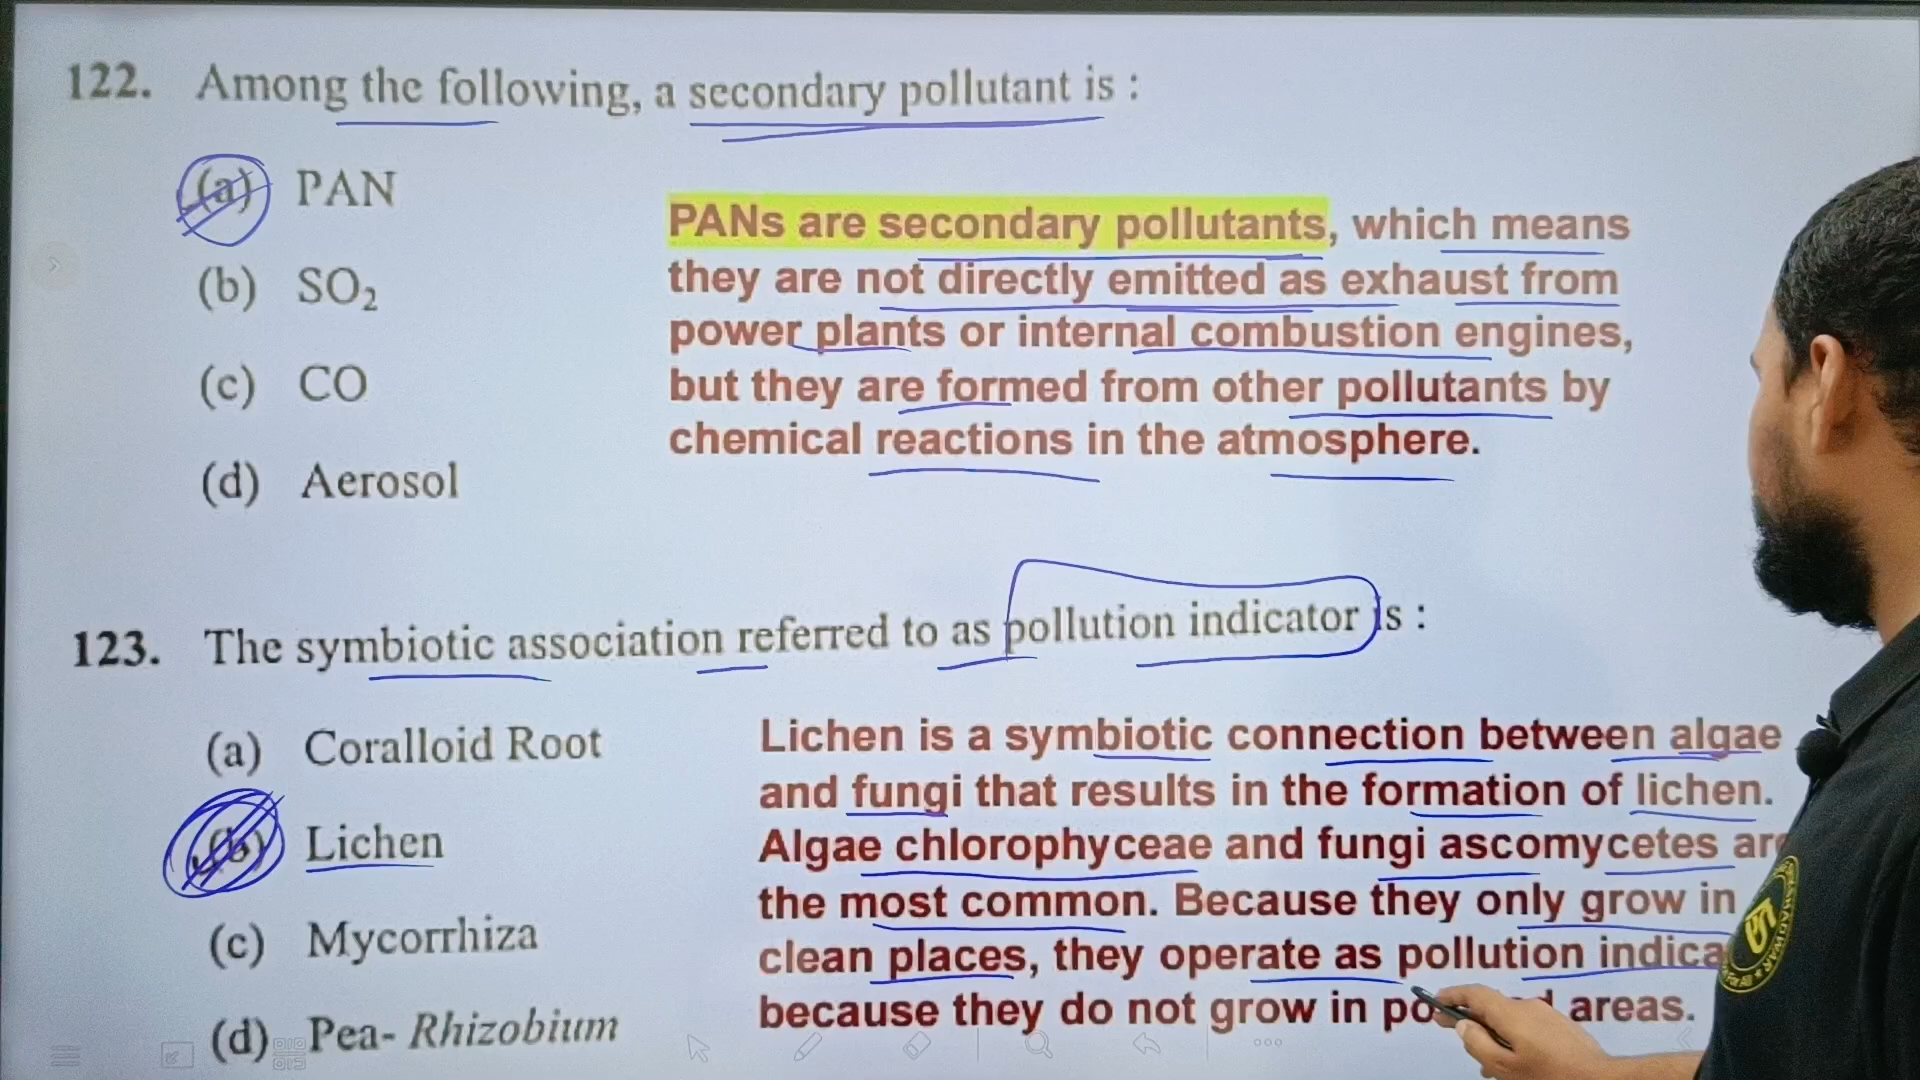 122. Among the following, a secondary pollutant is :
(a) PAN
(b) SO₂
(c) CO
(d) Aerosol
PANs are secondary pollutants, which means
they are not directly emitted as exhaust from
power plants or internal combustion engines,
but they are formed from other pollutants by
chemical reactions in the atmosphere.
123. The symbiotic association referred to as pollution indicator is :
(a) Coralloid Root
(b) Lichen
(c) Mycorrhiza
(d) Pea- Rhizobium
Lichen is a symbiotic connection between algae
and fungi that results in the formation of lichen.
Algae chlorophyceae and fungi ascomycetes ar
the most common. Because they only grow in
clean places, they operate as pollution indica
because they do not grow in areas.